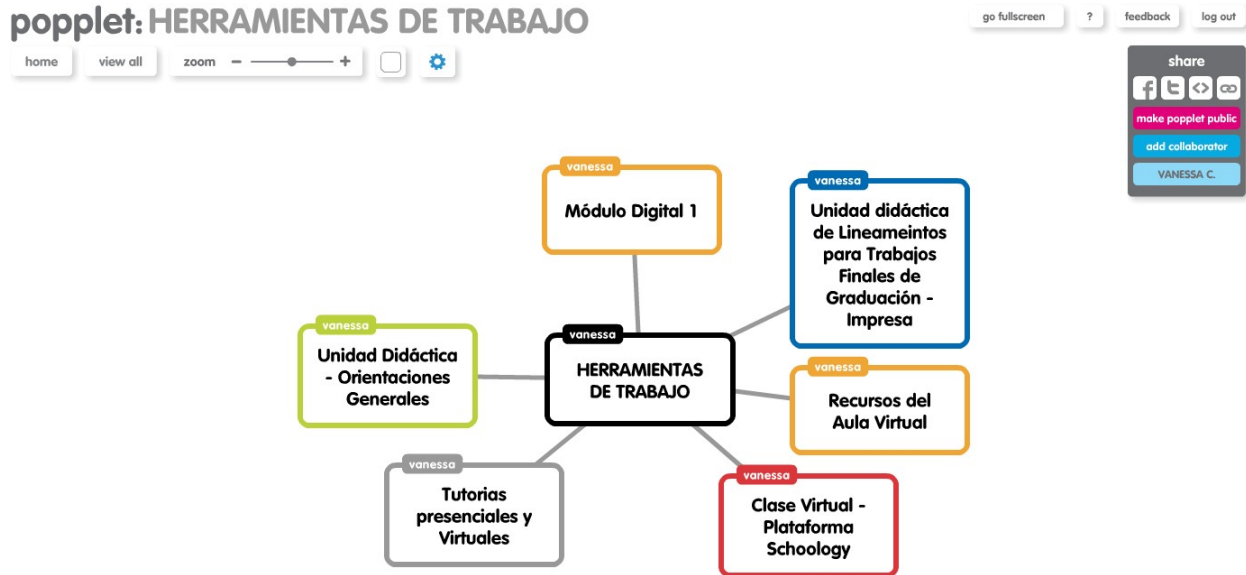 popplet: HERRAMIENTAS DE TRABAJO
go fullscreen
?
feedback
log out
home
view all
zoom - +
share
make popplet public
add collaborator
VANESSA C.
vanessa
Módulo Digital 1
vanessa
Unidad didáctica
de Lineameintos
para Trabajos
Finales de
Graduación -
Impresa
vanessa
Unidad Didáctica
- Orientaciones
Generales
vanessa
HERRAMIENTAS
DE TRABAJO
vanessa
Recursos del
Aula Virtual
vanessa
Tutorias
presenciales y
Virtuales
vanessa
Clase Virtual -
Plataforma
Schoology